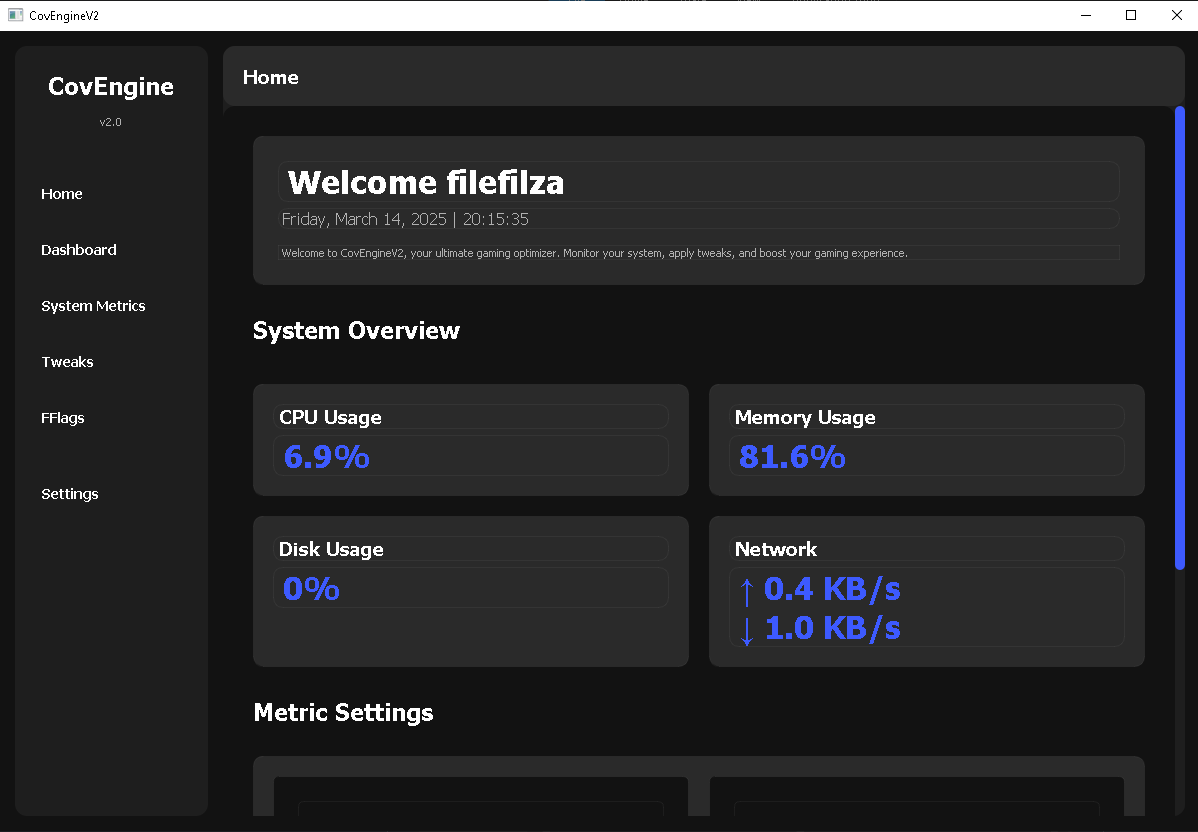 CovEngineV2
CovEngine
v2.0
Home
Dashboard
System Metrics
Tweaks
FFlags
Settings
Home
Welcome filefilza
Friday, March 14, 2025 | 20:15:35
Welcome to CovEngineV2, your ultimate gaming optimizer. Monitor your system, apply tweaks, and boost your gaming experience.
System Overview
CPU Usage
6.9%
Memory Usage
81.6%
Disk Usage
0%
Network
↑ 0.4 KB/s
↓ 1.0 KB/s
Metric Settings